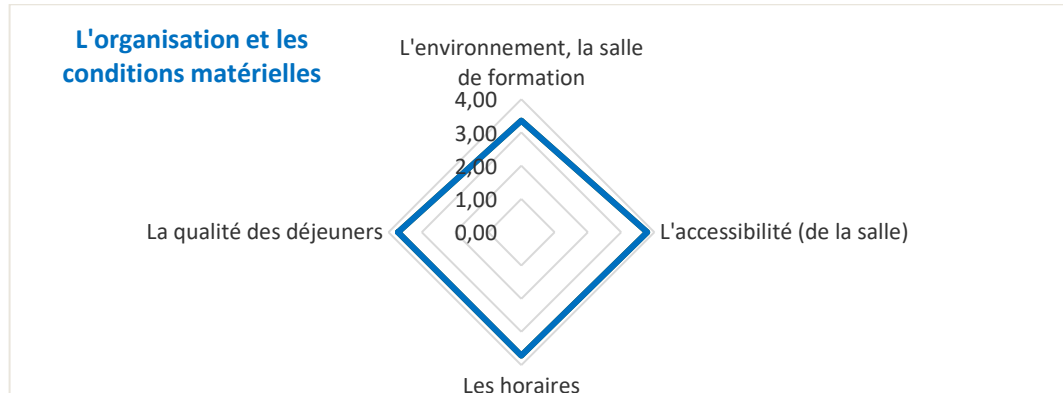 L'organisation et les
conditions matérielles
L'environnement, la salle
de formation
4,00
3,00
2,00
1,00
0,00
La qualité des déjeuners
L'accessibilité (de la salle)
Les horaires